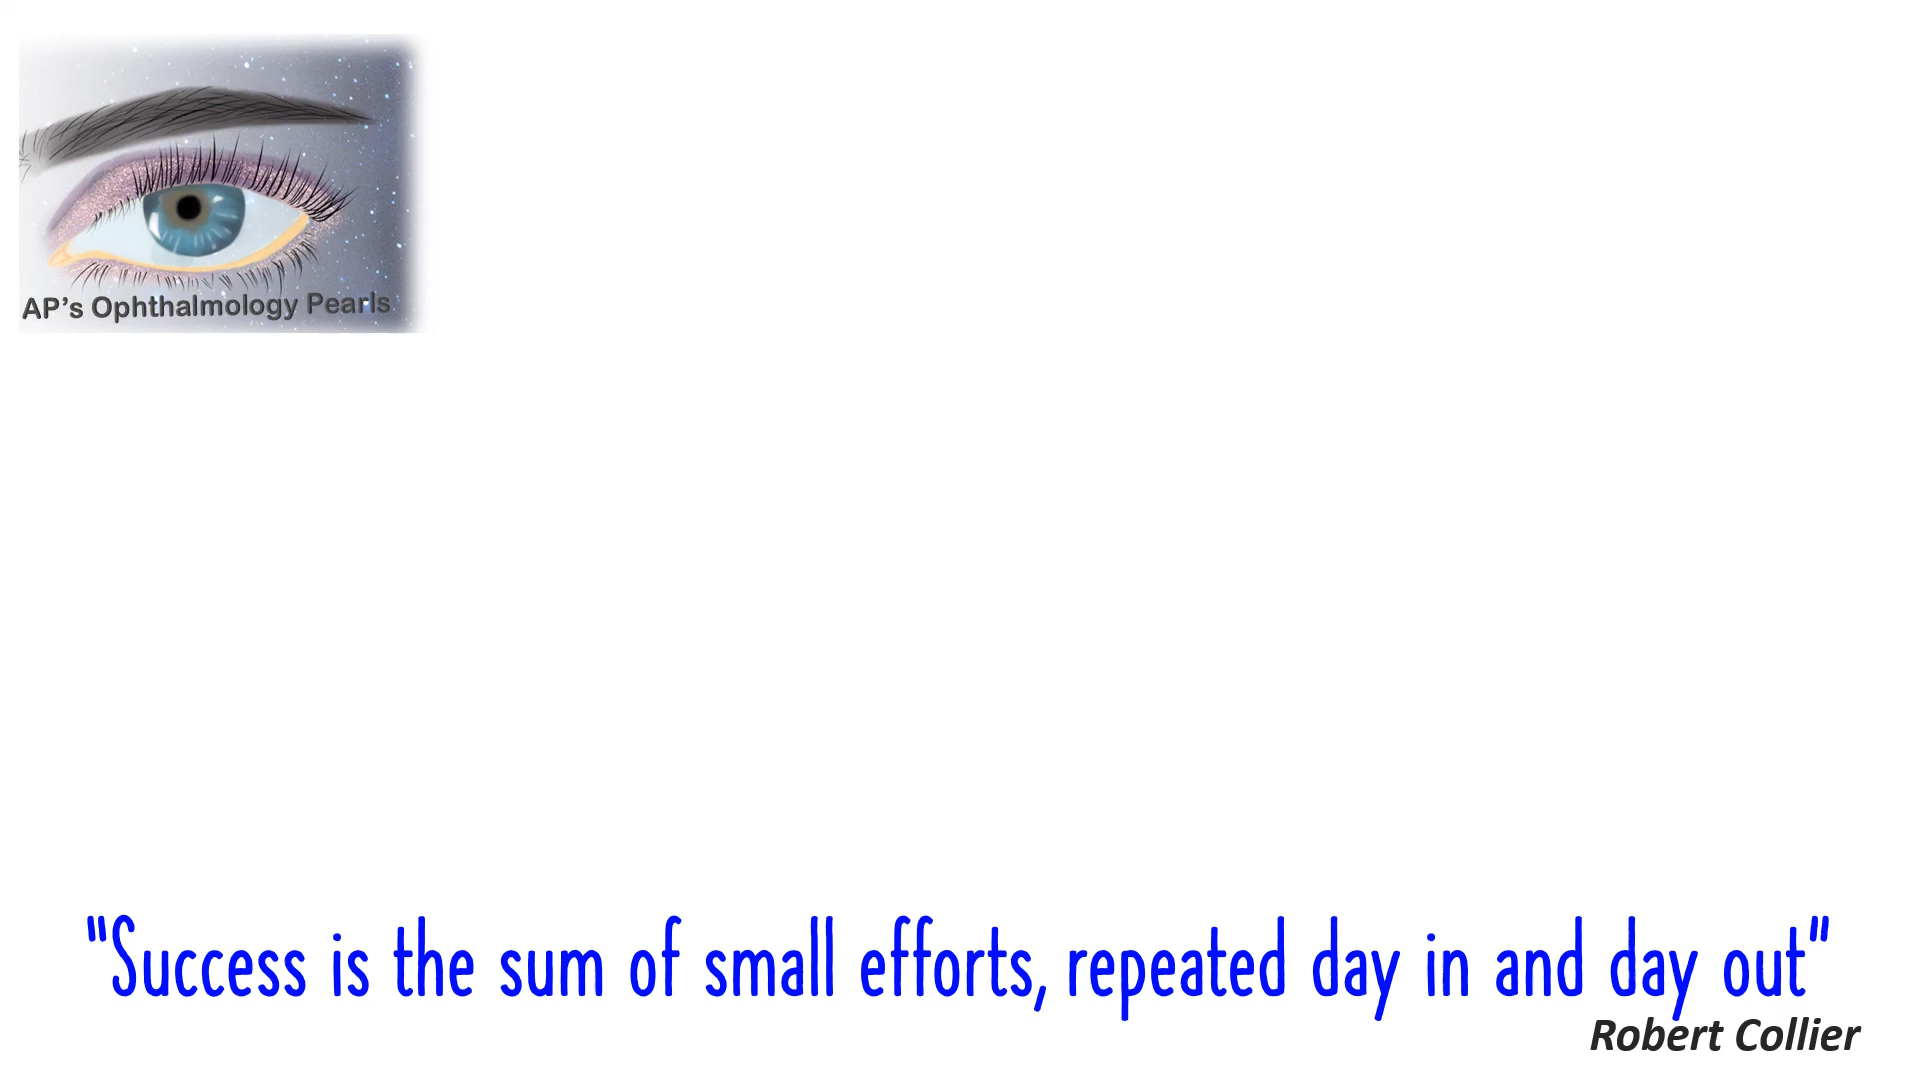 AP's Ophthalmology Pearls
"Success is the sum of small efforts, repeated day in and day out"
Robert Collier